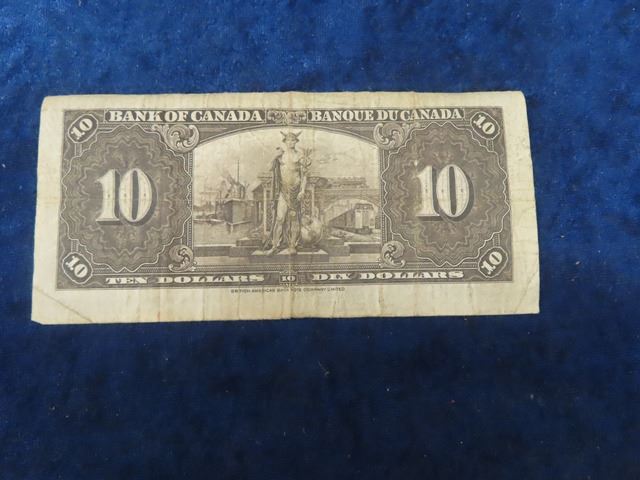 BANK OF CANADA BANQUE DU CANADA
10 10
10 10
10 10
TEN DOLLARS 10 DIX DOLLARS
BRITISH AMERICAN BANK NOTE COMPANY LIMITED